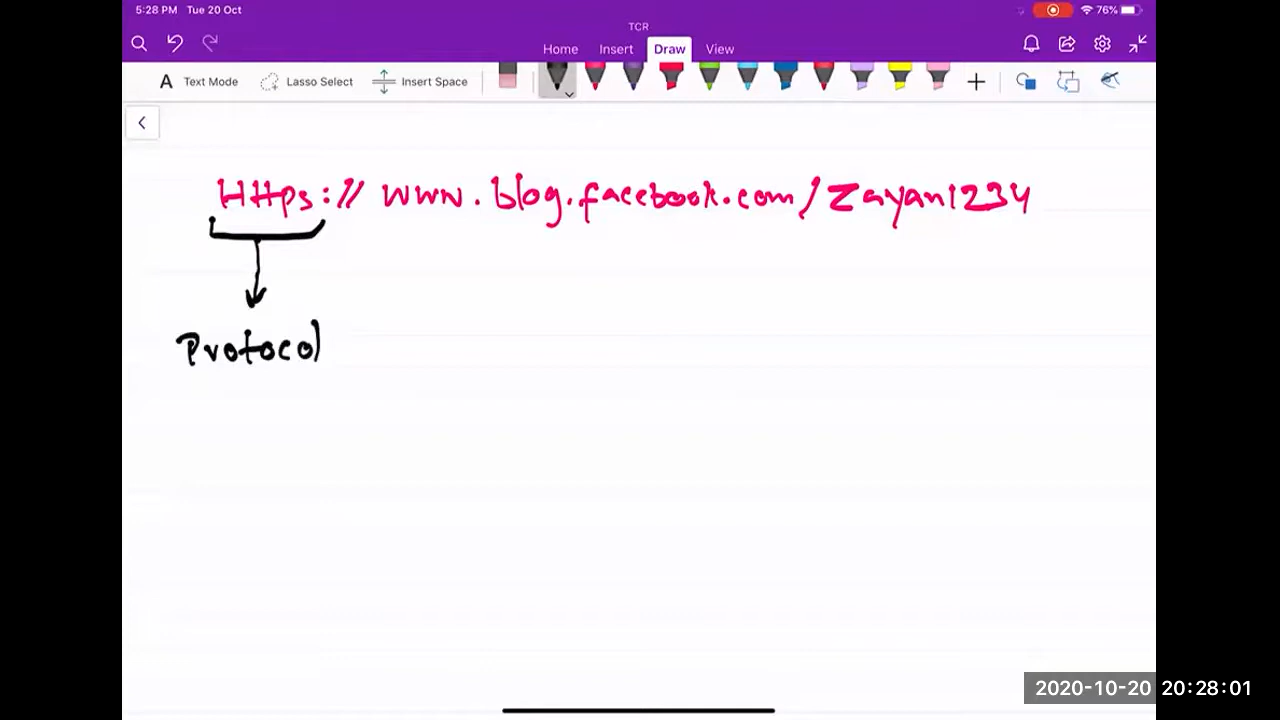 5:28 PM Tue 20 Oct
76%
TCR
Home Insert Draw View
A Text Mode Lasso Select Insert Space
Https:// www.blog.facebook.com/Zayan1234
Protocol
2020-10-20 20:28:01